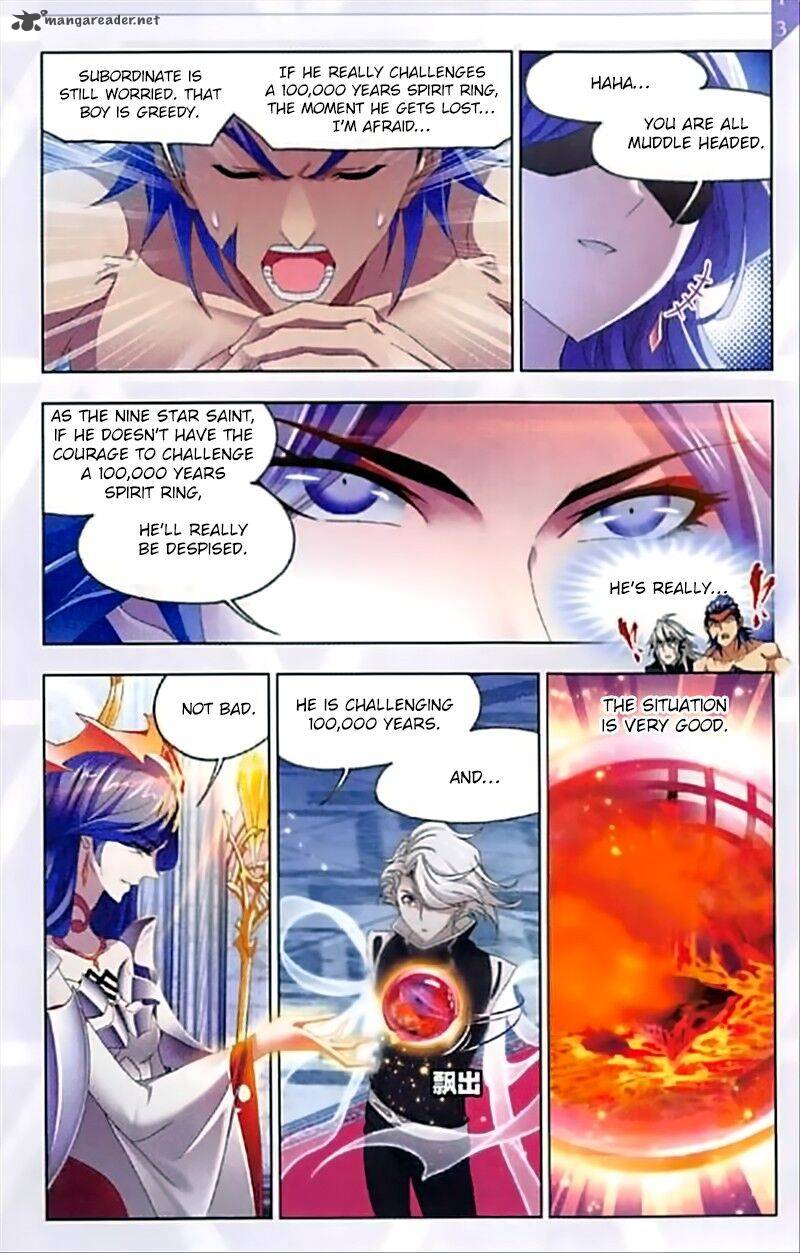 mangareader.net
3
SUBORDINATE IS
STILL WORRIED. THAT
BOY IS GREEDY.
IF HE REALLY CHALLENGES
A 100,000 YEARS SPIRIT RING,
THE MOMENT HE GETS LOST...
I'M AFRAID...
HAHA...
YOU ARE ALL
MUDDLE HEADED.
AS THE NINE STAR SAINT,
IF HE DOESN'T HAVE THE
COURAGE TO CHALLENGE
A 100,000 YEARS
SPIRIT RING,
HE'LL REALLY
BE DESPISED.
HE'S REALLY...
!!
!!
NOT BAD.
HE IS CHALLENGING
100,000 YEARS.
AND...
飘出
THE SITUATION
IS VERY GOOD.